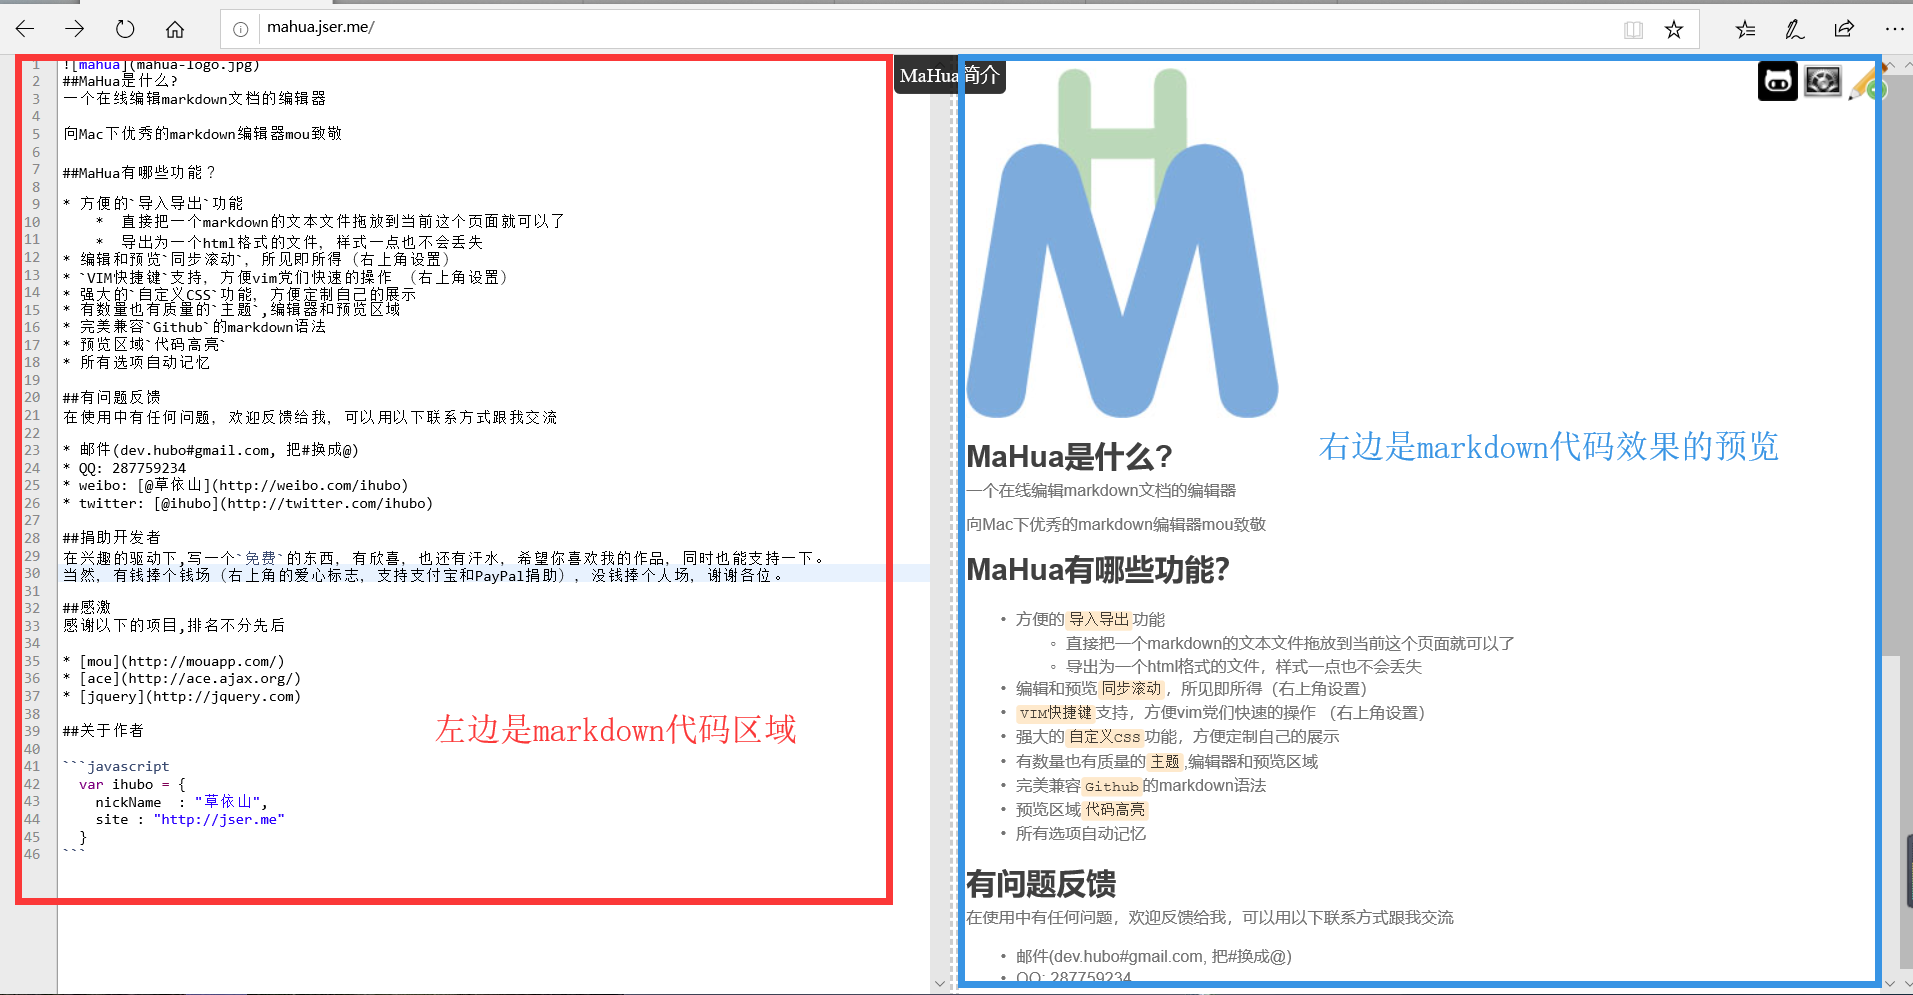 mahua.jser.me/
1 ![mahua](mahua-logo.jpg)
2 ##MaHua是什么?
3 一个在线编辑markdown文档的编辑器
4
5 向Mac下优秀的markdown编辑器mou致敬
6
7 ##MaHua有哪些功能？
8
9 * 方便的`导入导出`功能
10     *  直接把一个markdown的文本文件拖放到当前这个页面就可以了
11     *  导出为一个html格式的文件，样式一点也不会丢失
12 * 编辑和预览`同步滚动`，所见即所得（右上角设置）
13 * `VIM快捷键`支持，方便vim党们快速的操作 （右上角设置）
14 * 强大的`自定义CSS`功能，方便定制自己的展示
15 * 有数量也有质量的`主题`,编辑器和预览区域
16 * 完美兼容`Github`的markdown语法
17 * 预览区域`代码高亮`
18 * 所有选项自动记忆
19
20 ##有问题反馈
21 在使用中有任何问题，欢迎反馈给我，可以用以下联系方式跟我交流
22
23 * 邮件(dev.hubo#gmail.com, 把#换成@)
24 * QQ: 287759234
25 * weibo: [@草依山](http://weibo.com/ihubo)
26 * twitter: [@ihubo](http://twitter.com/ihubo)
27
28 ##捐助开发者
29 在兴趣的驱动下,写一个`免费`的东西，有欣喜，也还有汗水，希望你喜欢我的作品，同时也能支持一下。
30 当然，有钱捧个钱场（右上角的爱心标志，支持支付宝和PayPal捐助），没钱捧个人场，谢谢各位。
31
32 ##感激
33 感谢以下的项目,排名不分先后
34
35 * [mou](http://mouapp.com/)
36 * [ace](http://ace.ajax.org/)
37 * [jquery](http://jquery.com)
38
39 ##关于作者
40
41 ```javascript
42   var ihubo = {
43     nickName  : "草依山",
44     site : "http://jser.me"
45   }
46 ```
左边是markdown代码区域
MaHua简介
右边是markdown代码效果的预览
MaHua是什么?
一个在线编辑markdown文档的编辑器
向Mac下优秀的markdown编辑器mou致敬
MaHua有哪些功能?
• 方便的导入导出功能
◦ 直接把一个markdown的文本文件拖放到当前这个页面就可以了
◦ 导出为一个html格式的文件，样式一点也不会丢失
• 编辑和预览同步滚动，所见即所得（右上角设置）
• VIM快捷键支持，方便vim党们快速的操作 （右上角设置）
• 强大的自定义CSS功能，方便定制自己的展示
• 有数量也有质量的主题,编辑器和预览区域
• 完美兼容Github的markdown语法
• 预览区域代码高亮
• 所有选项自动记忆
有问题反馈
在使用中有任何问题，欢迎反馈给我，可以用以下联系方式跟我交流
• 邮件(dev.hubo#gmail.com, 把#换成@)
• QQ: 287759234